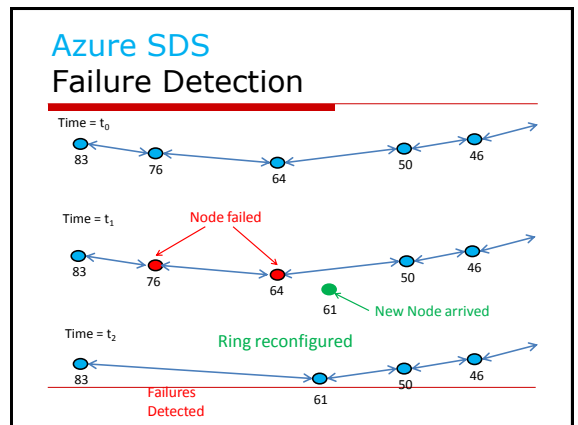 Azure SDS
Failure Detection
Time = t0
83
76
64
50
46
Time = t1
Node failed
83
76
64
50
46
61
New Node arrived
Time = t2
Ring reconfigured
83
Failures
Detected
61
50
46